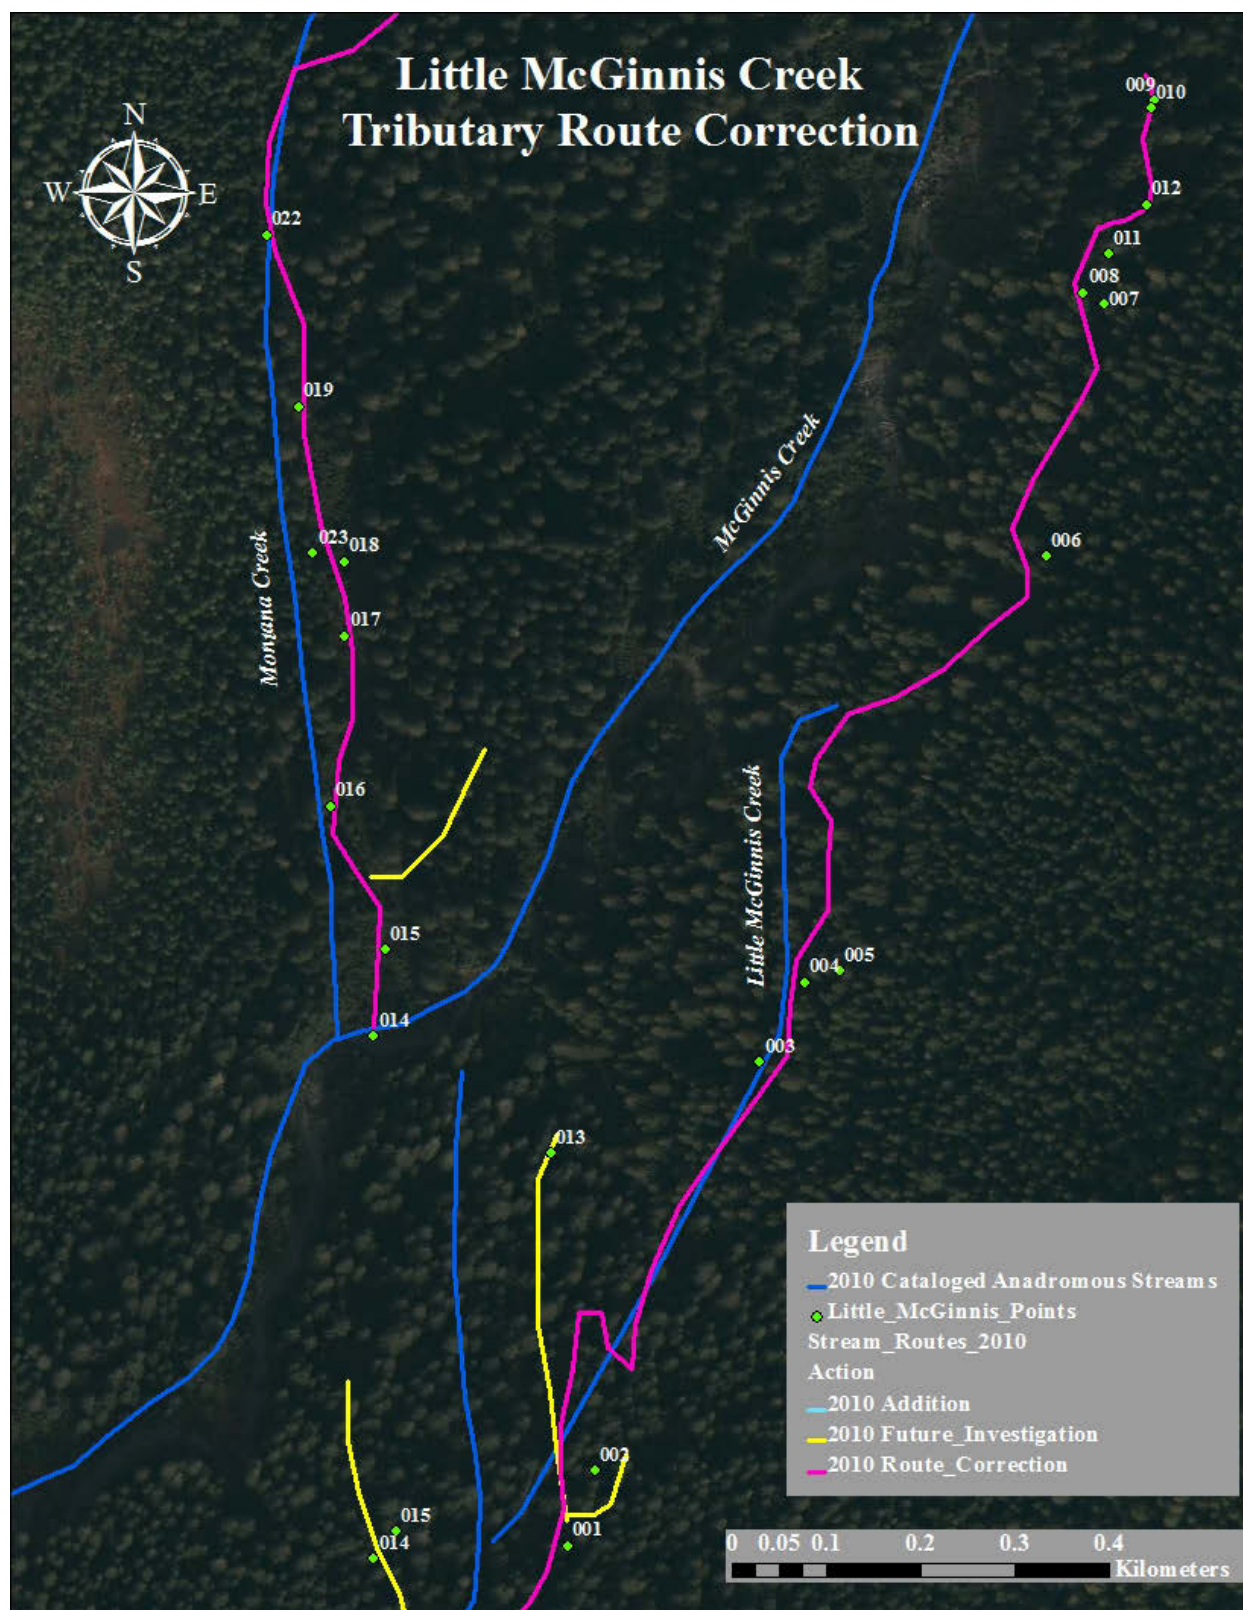 Little McGinnis Creek
Tributary Route Correction
N
W E
S
009 010
012
022
011
008
007
019
McGinnis Creek
023
018
006
Montana Creek
017
016
Little McGinnis Creek
015
005
004
014
003
013
Legend
2010 Cataloged Anadromous Streams
Little_McGinnis_Points
Stream_Routes_2010
Action
2010 Addition
2010 Future_Investigation
2010 Route_Correction
002
015
001
014
0 0.05 0.1 0.2 0.3 0.4
Kilometers